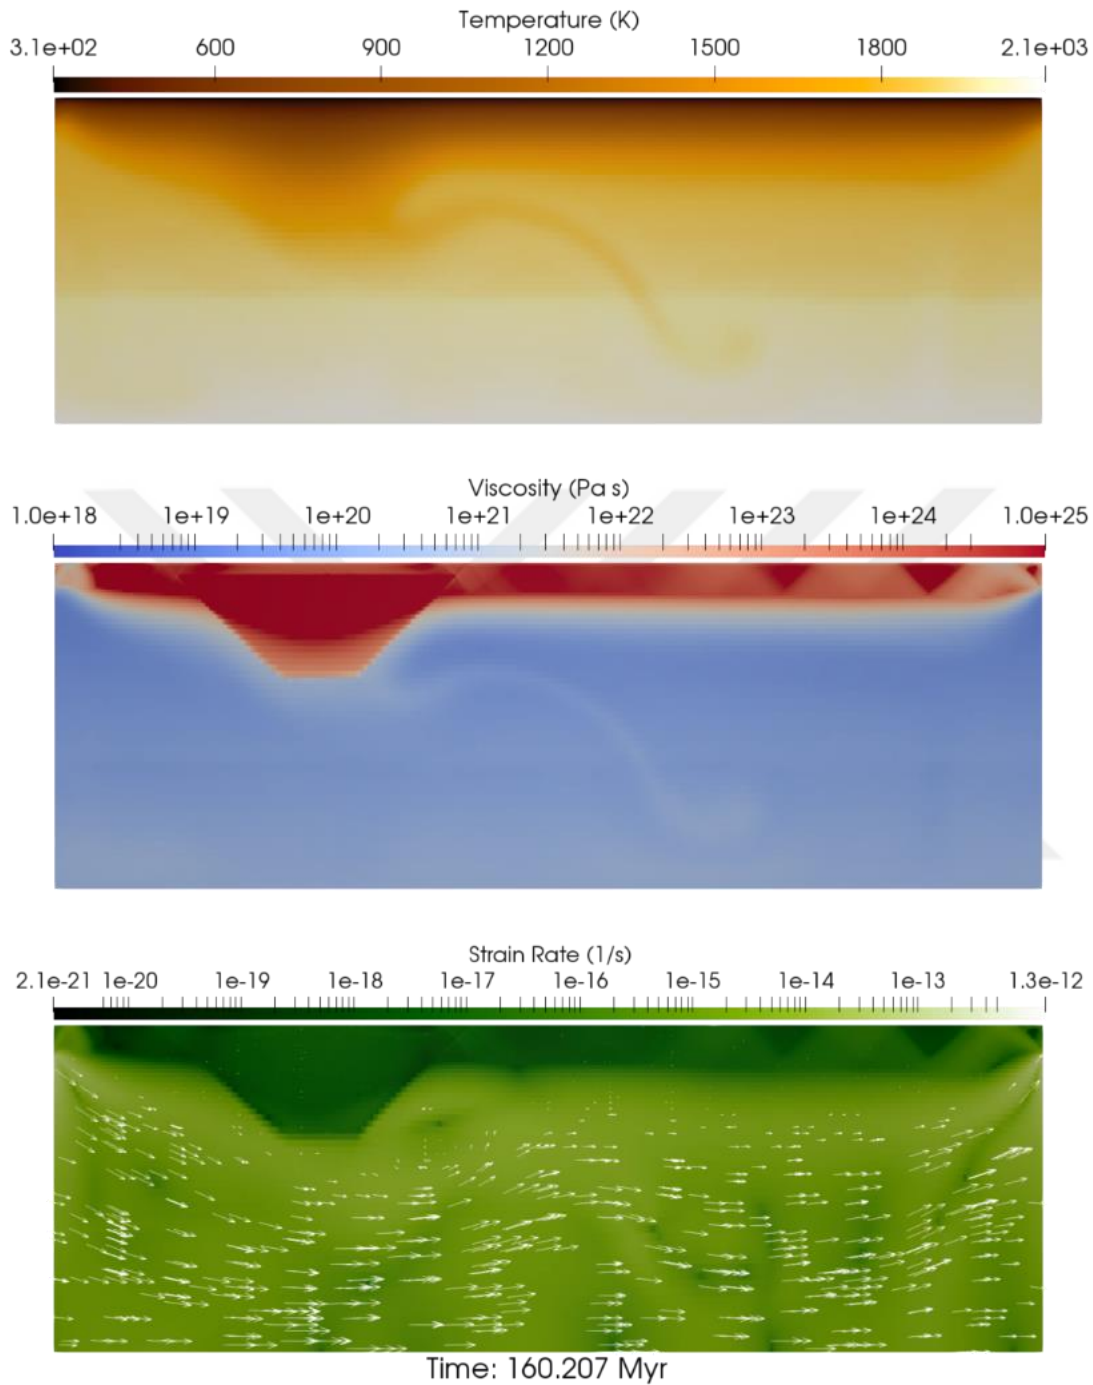 Temperature (K)
3.1e+02 600 900 1200 1500 1800 2.1e+03
Viscosity (Pa s)
1.0e+18 1e+19 1e+20 1e+21 1e+22 1e+23 1e+24 1.0e+25
Strain Rate (1/s)
2.1e-21 1e-20 1e-19 1e-18 1e-17 1e-16 1e-15 1e-14 1e-13 1.3e-12
Time: 160.207 Myr